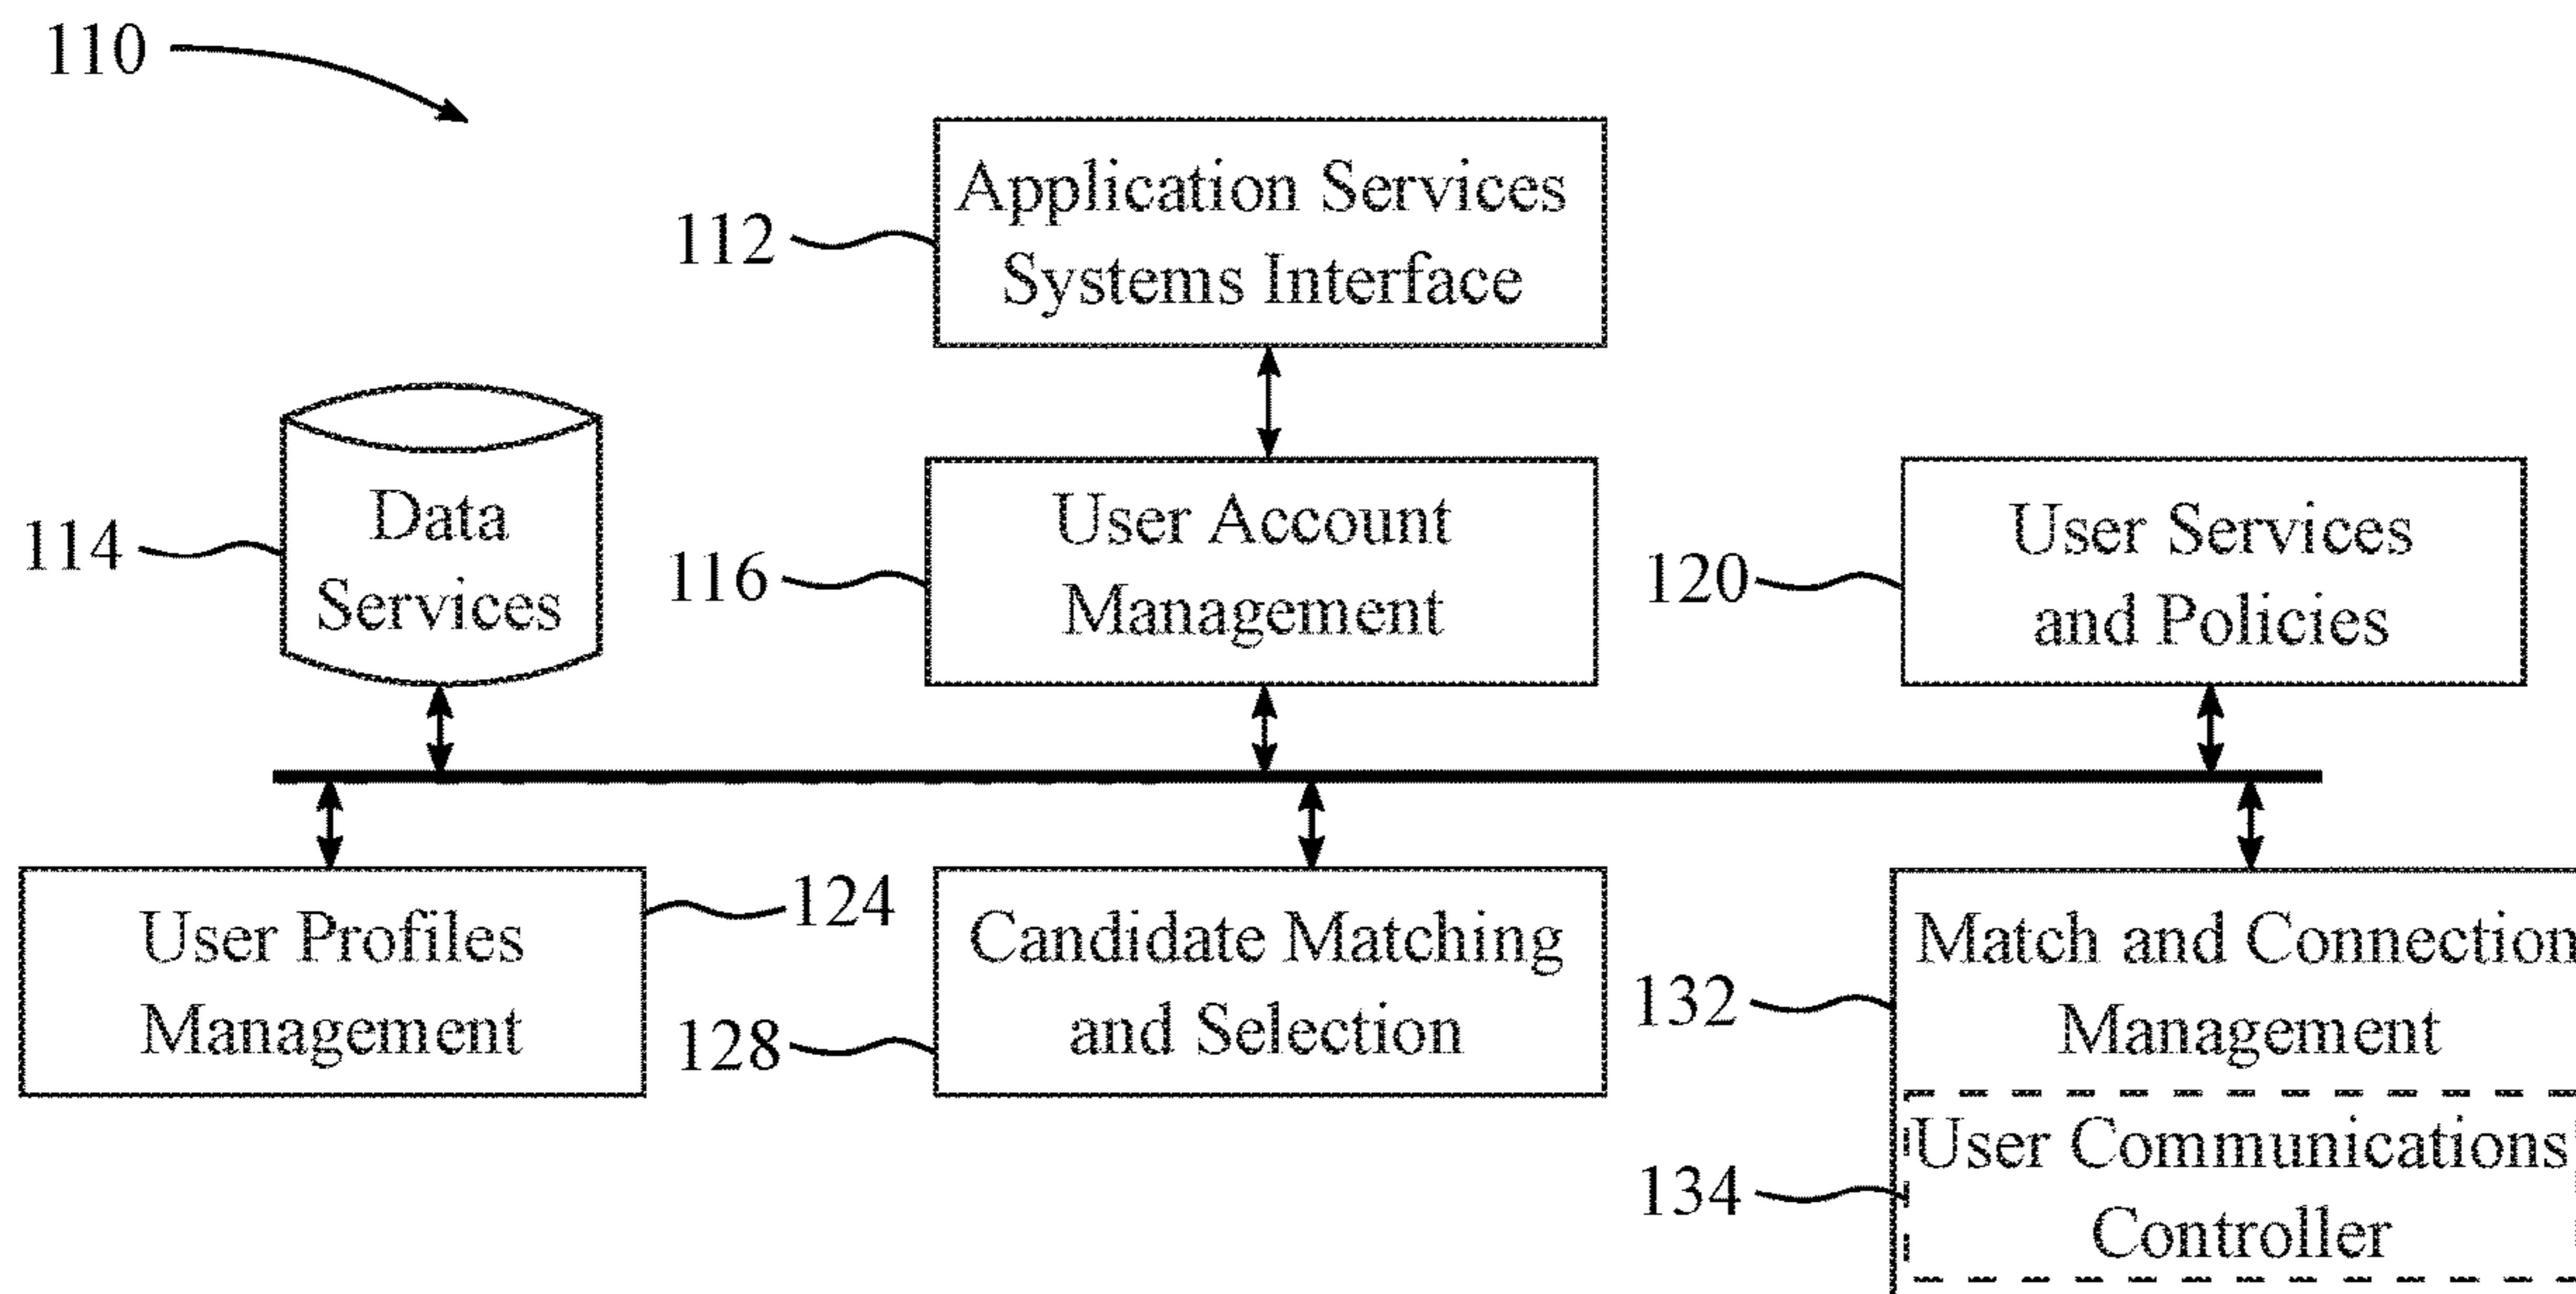 110
112
Application Services
Systems Interface
114
Data
Services
116
User Account
Management
120
User Services
and Policies
User Profiles
Management
124
128
Candidate Matching
and Selection
132
Match and Connection
Management
134
User Communications
Controller